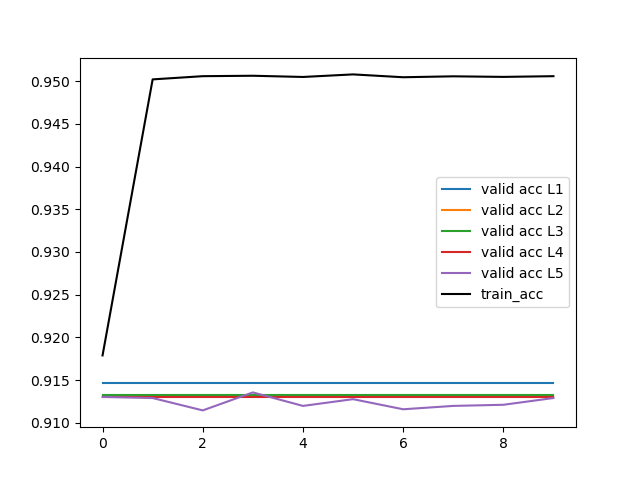 0.950
0.945
0.940
0.935
0.930
0.925
0.920
0.915
0.910
valid acc L1
valid acc L2
valid acc L3
valid acc L4
valid acc L5
train_acc
0 2 4 6 8